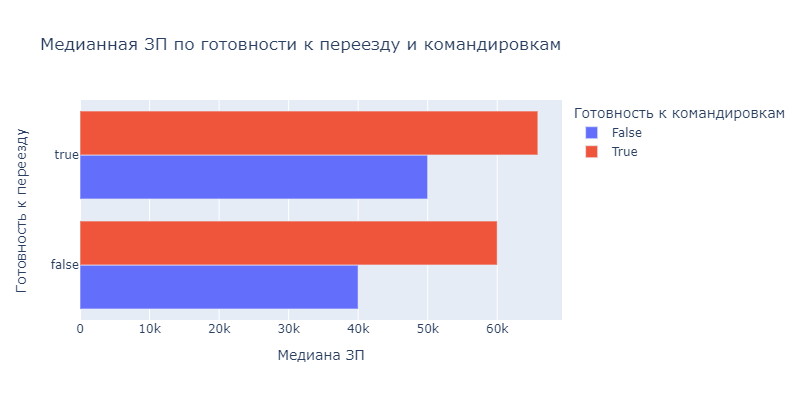 Медианная ЗП по готовности к переезду и командировкам
Готовность к переезду
true
false
0 10k 20k 30k 40k 50k 60k
Медиана ЗП
Готовность к командировкам
False
True